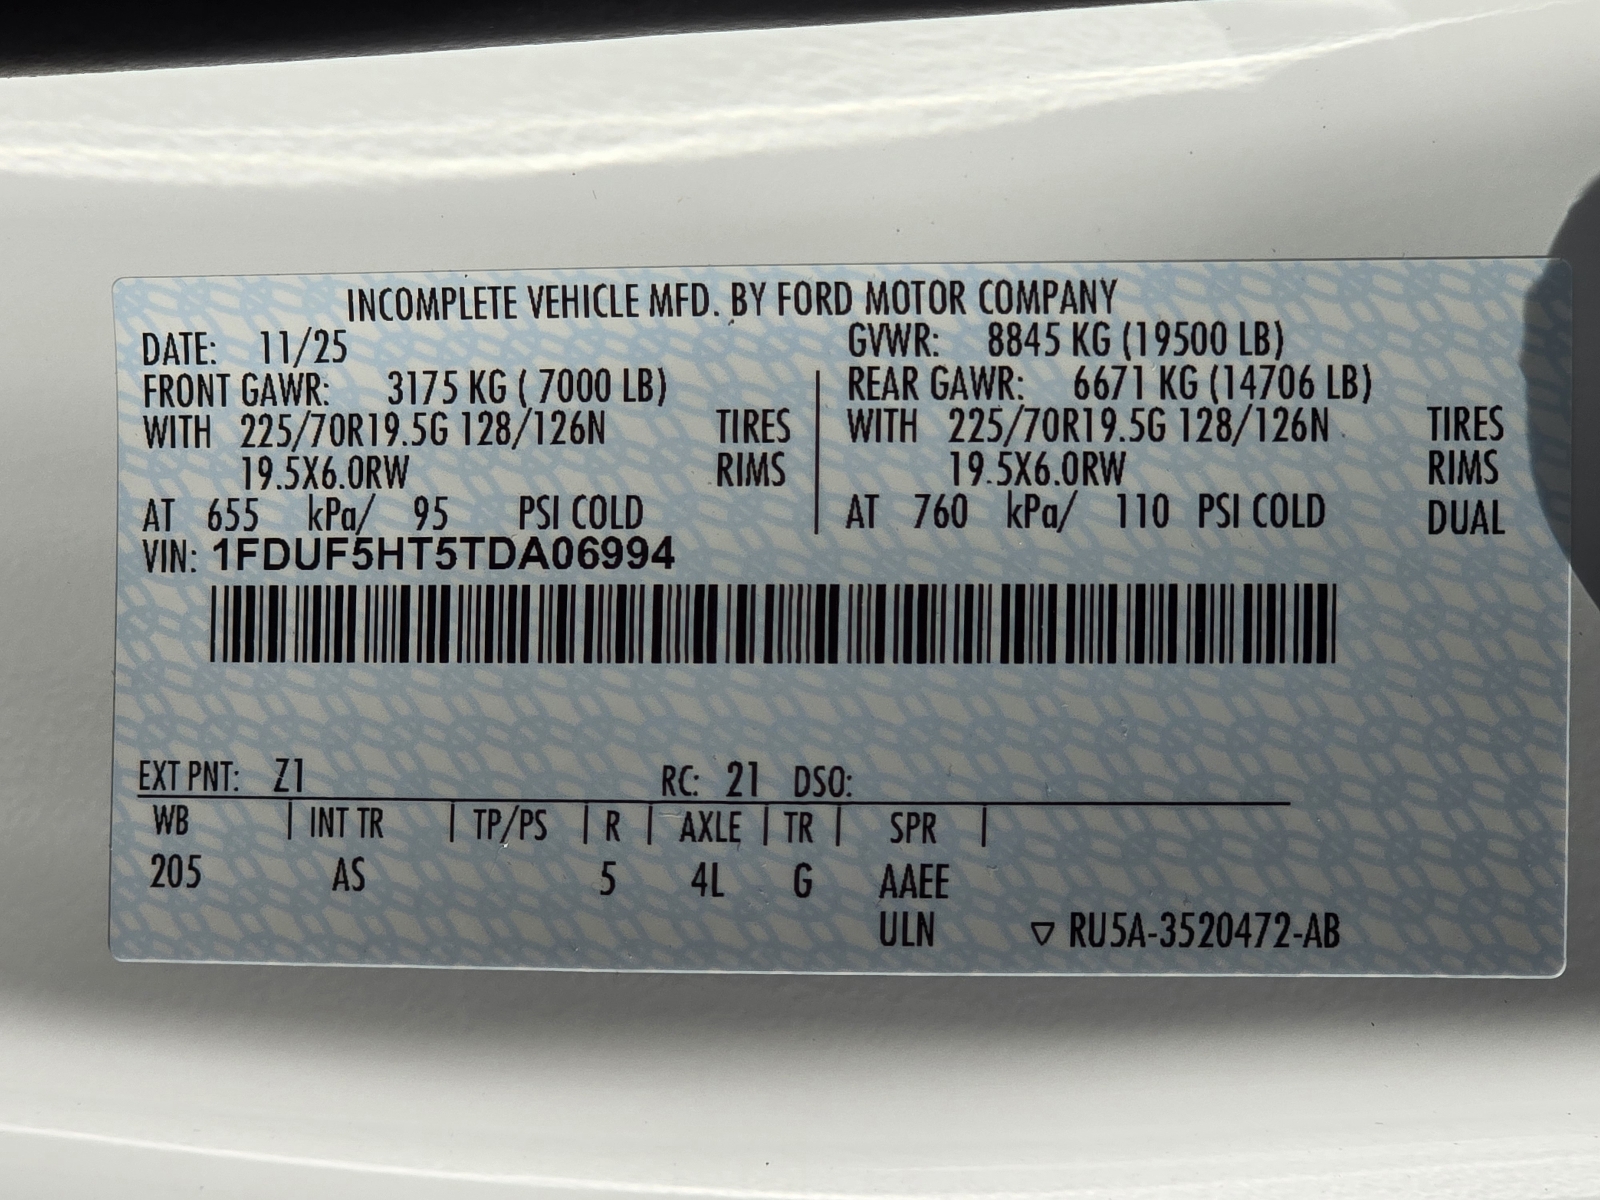 INCOMPLETE VEHICLE MFD. BY FORD MOTOR COMPANY
DATE: 11/25 GVWR: 8845 KG (19500 LB)
FRONT GAWR: 3175 KG ( 7000 LB) REAR GAWR: 6671 KG (14706 LB)
WITH 225/70R19.5G 128/126N TIRES WITH 225/70R19.5G 128/126N TIRES
19.5X6.0RW RIMS 19.5X6.0RW RIMS
AT 655 kPa/ 95 PSI COLD AT 760 kPa/ 110 PSI COLD DUAL
VIN: 1FDUF5HT5TDA06994
EXT PNT: Z1 RC: 21 DSO:
WB | INT TR | TP/PS | R | AXLE | TR | SPR |
205 AS 5 4L G AAEE
ULN ▽ RU5A-3520472-AB